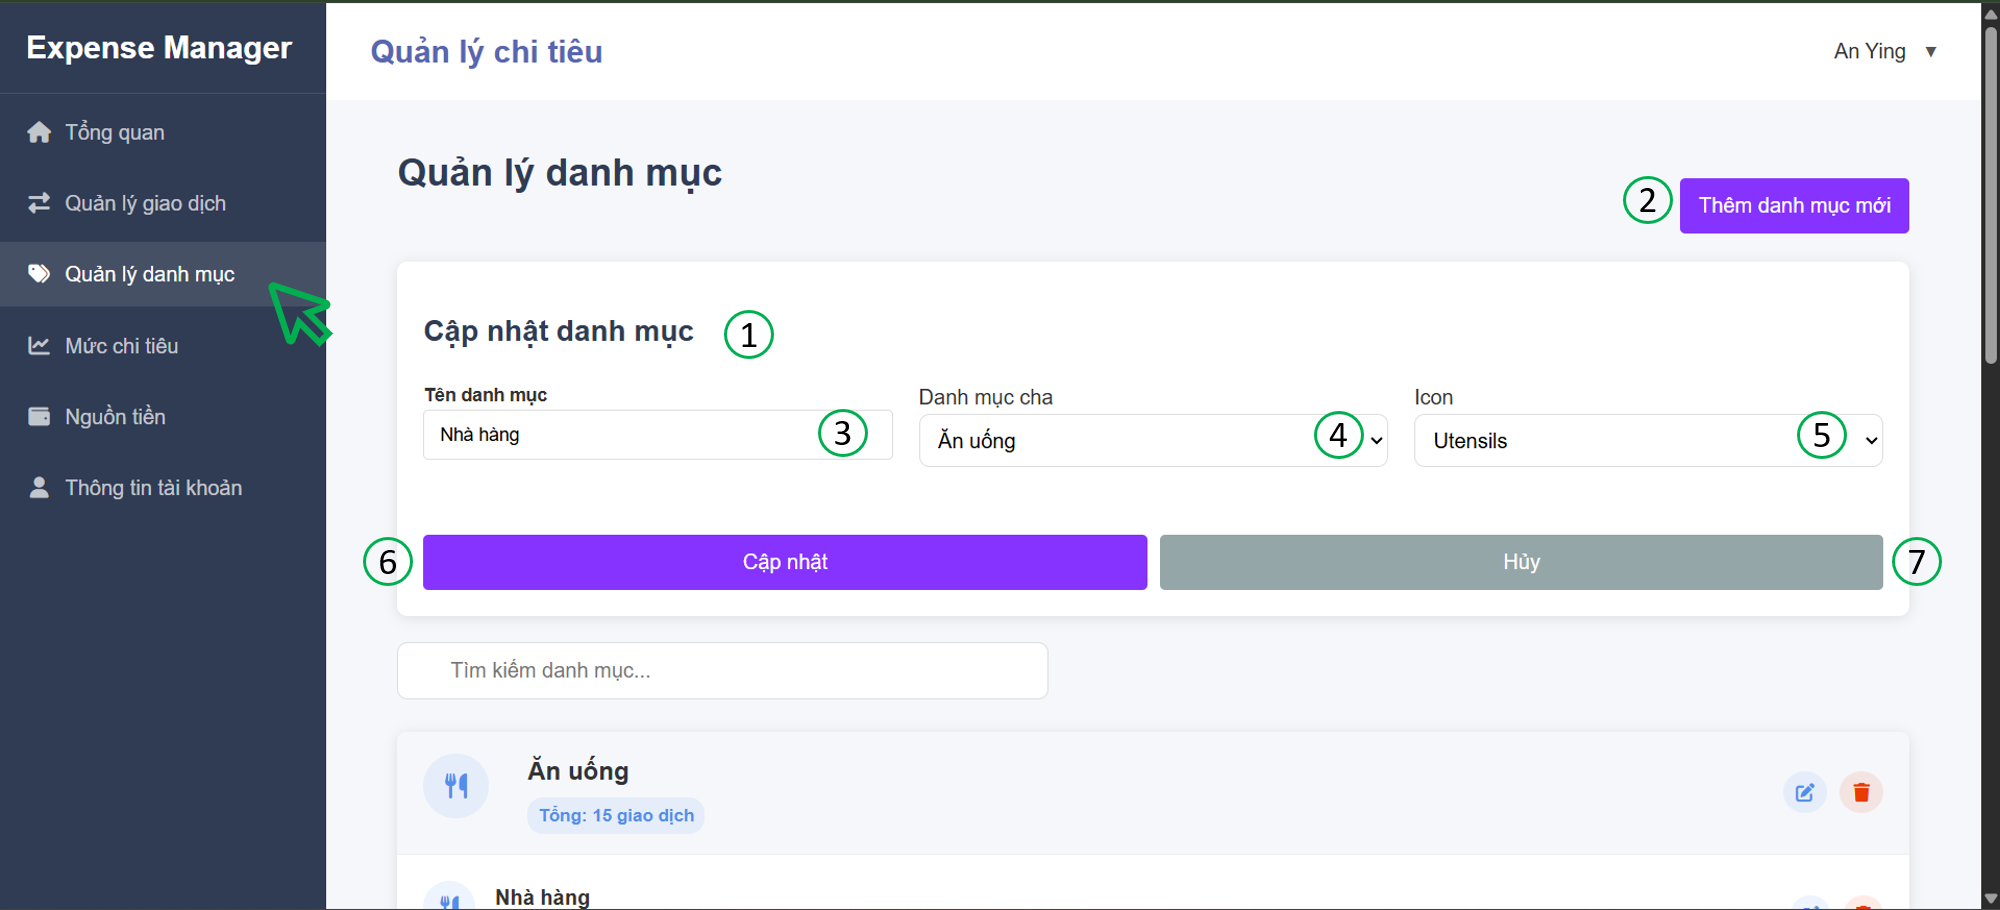 Expense Manager
Quản lý chi tiêu
An Ying ▼
Tổng quan
Quản lý giao dịch
Quản lý danh mục
Mức chi tiêu
Nguồn tiền
Thông tin tài khoản
Quản lý danh mục
2
Thêm danh mục mới
Cập nhật danh mục 1
Tên danh mục
Danh mục cha
Icon
Nhà hàng 3
Ăn uống 4
Utensils 5
6 Cập nhật
Hủy 7
Tìm kiếm danh mục...
Ăn uống
Tổng: 15 giao dịch
Nhà hàng